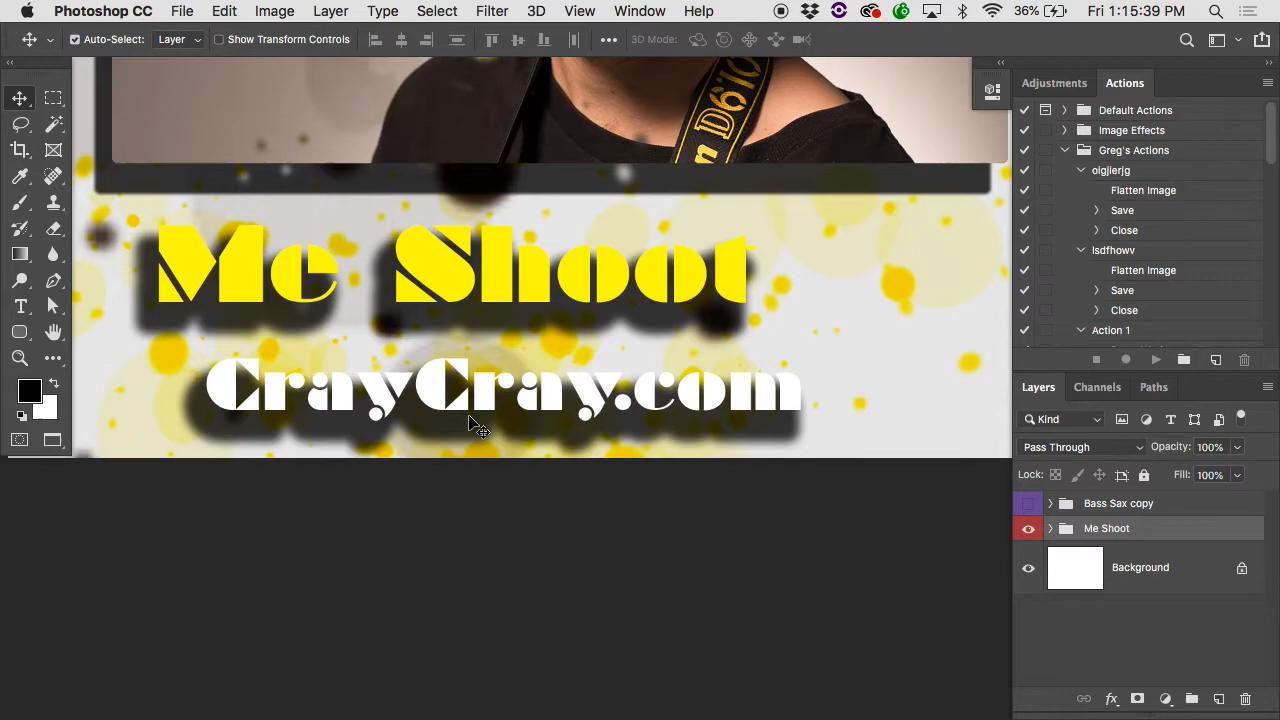 Photoshop CC File Edit Image Layer Type Select Filter 3D View Window Help 36% Fri 1:15:39 PM
Auto-Select: Layer Show Transform Controls 3D Mode:
ID610
Adjustments Actions
Default Actions
Image Effects
Greg's Actions
olgjlerjg
Flatten Image
Save
Close
lsdfhowv
Flatten Image
Save
Close
Action 1
Me Shoot
GrayGray.com
Layers Channels Paths
Kind
Pass Through Opacity: 100%
Lock: Fill: 100%
Bass Sax copy
Me Shoot
Background